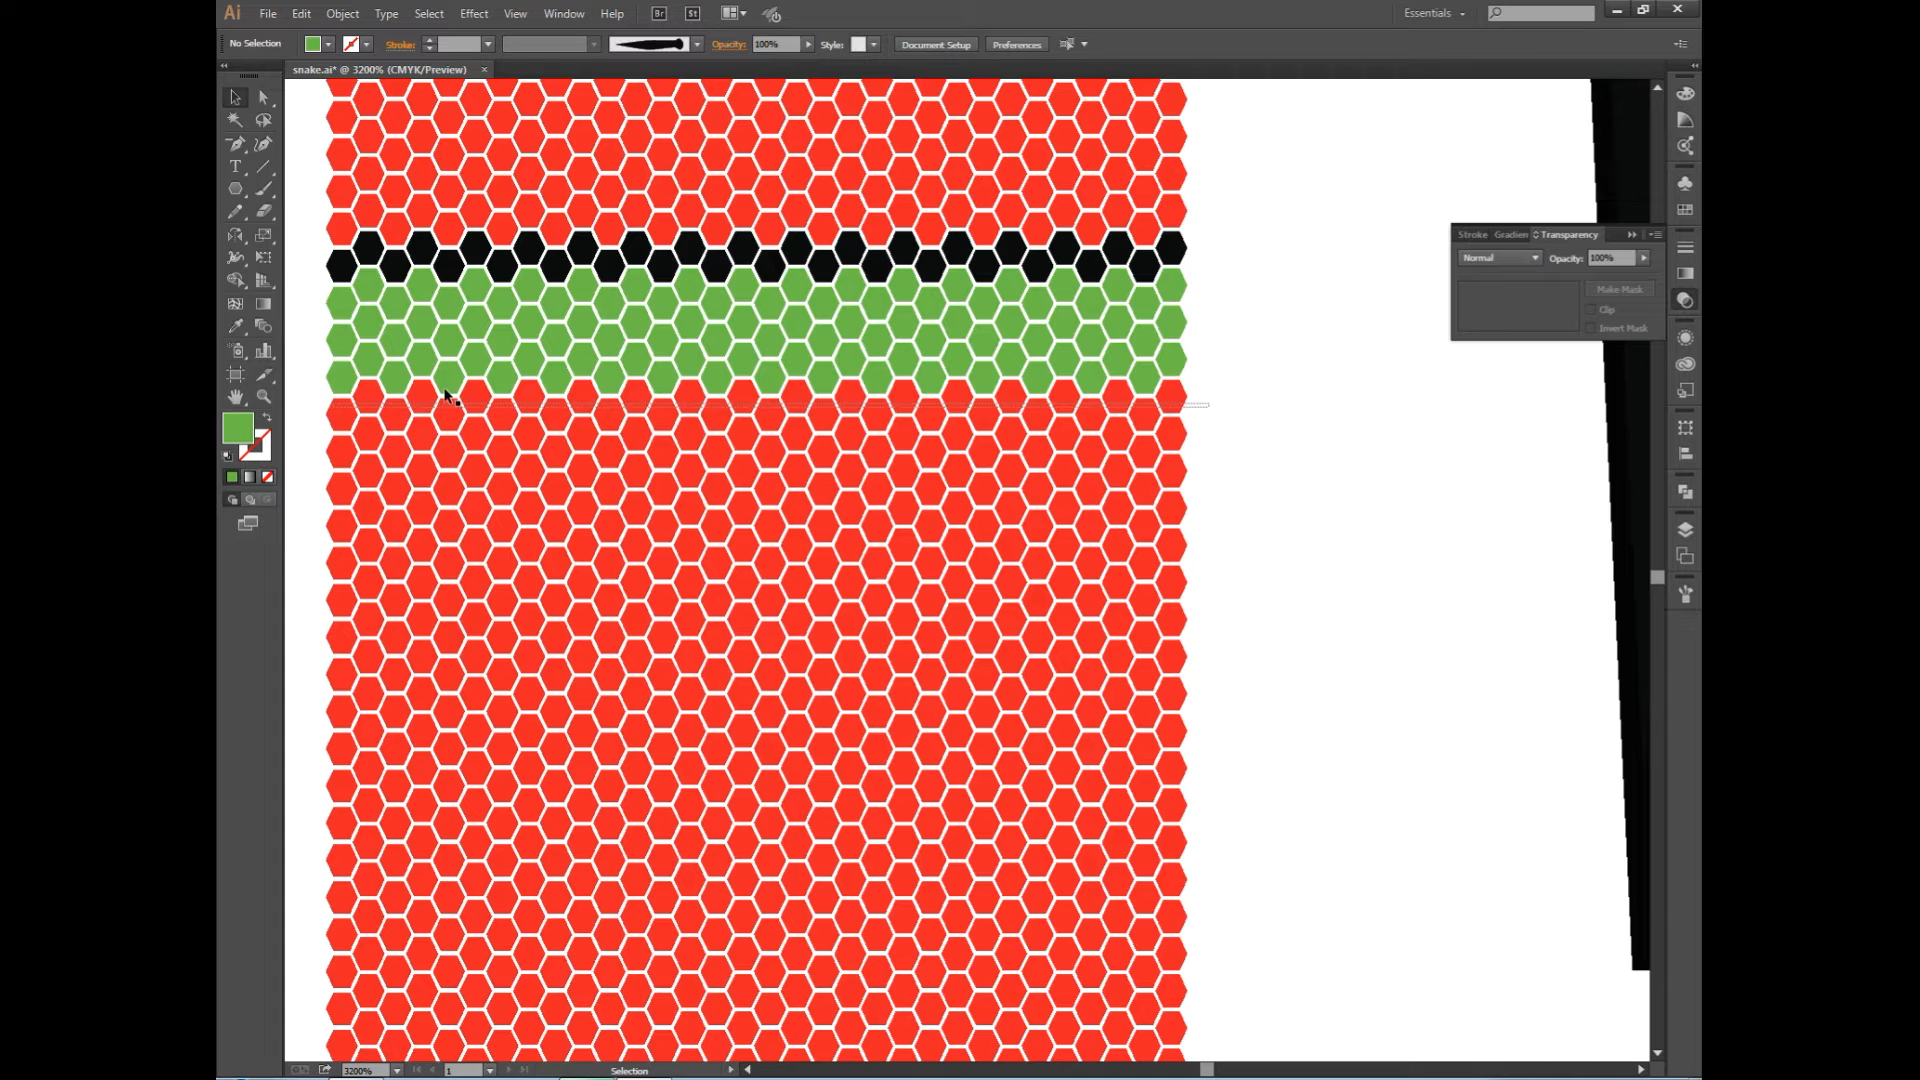 Ai File Edit Object Type Select Effect View Window Help Br St Essentials
No Selection Stroke: Opacity: 100% Style: Document Setup Preferences
snake.ai* @ 3200% (CMYK/Preview) ×
Stroke Gradien Transparency
Normal Opacity: 100%
Make Mask
Clip
Invert Mask
3200% 1 Selection